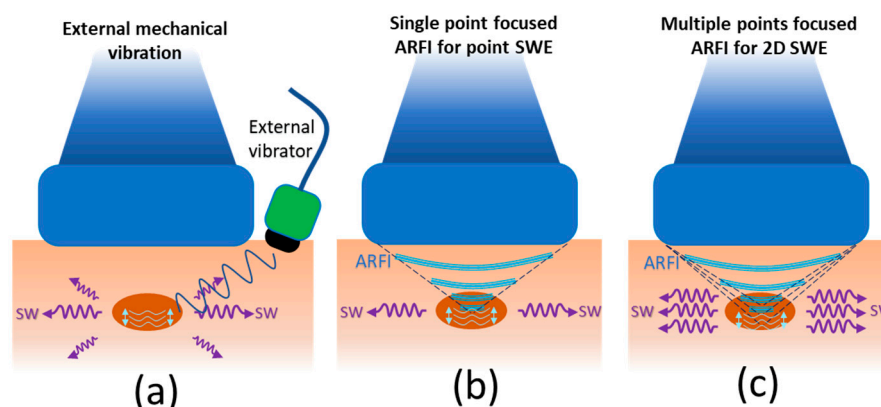 External mechanical
vibration
External
vibrator
SW
SW
(a)
Single point focused
ARFI for point SWE
ARFI
SW
SW
(b)
Multiple points focused
ARFI for 2D SWE
ARFI
SW
SW
(c)